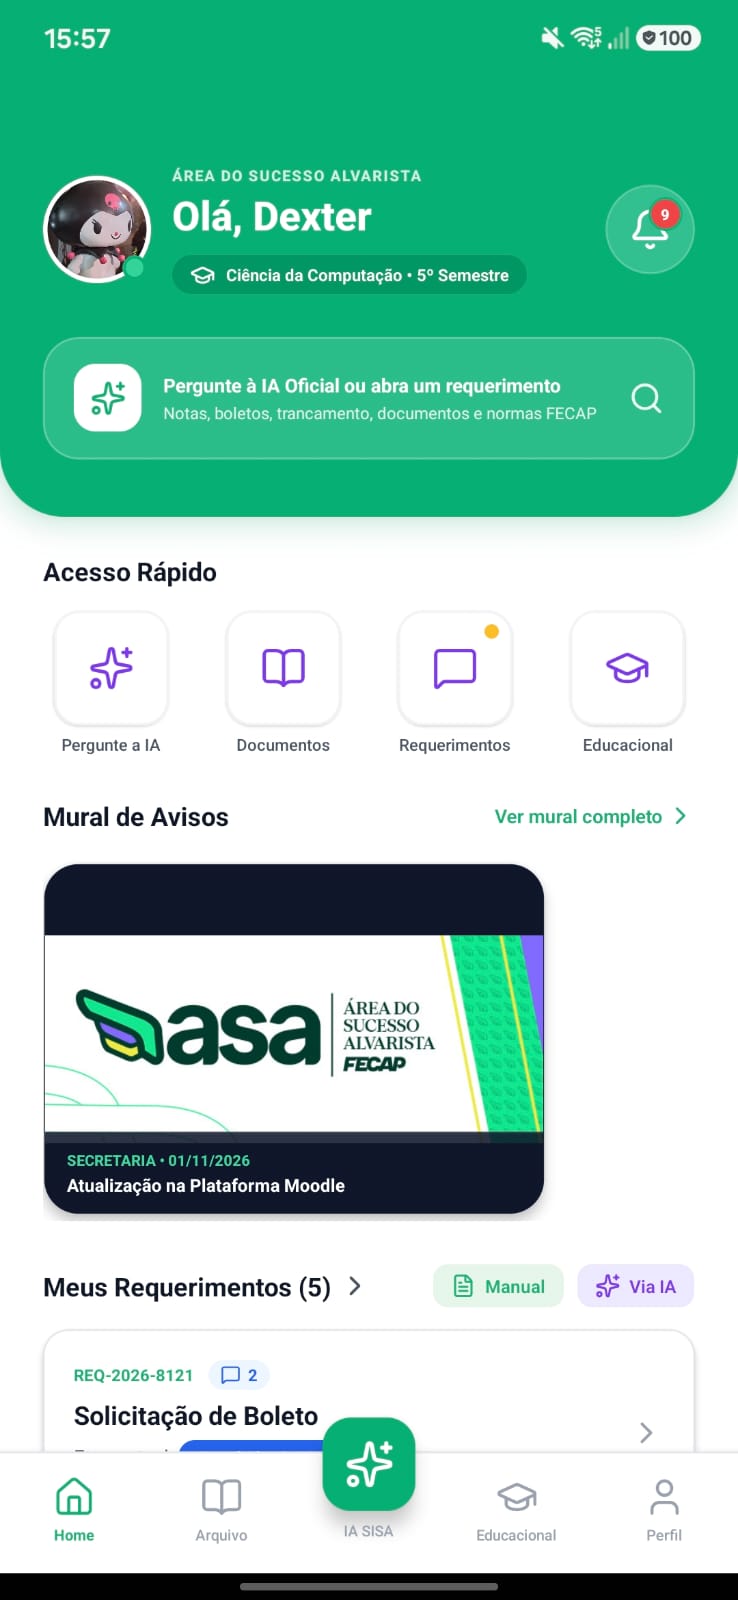 15:57
100
ÁREA DO SUCESSO ALVARISTA
Olá, Dexter
9
Ciência da Computação • 5º Semestre
Pergunte à IA Oficial ou abra um requerimento
Notas, boletos, trancamento, documentos e normas FECAP
Acesso Rápido
Pergunte a IA
Documentos
Requerimentos
Educacional
Mural de Avisos
Ver mural completo
asa
ÁREA DO
SUCESSO
ALVARISTA
FECAP
SECRETARIA • 01/11/2026
Atualização na Plataforma Moodle
Meus Requerimentos (5)
Manual
Via IA
REQ-2026-8121
2
Solicitação de Boleto
Home
Arquivo
IA SISA
Educacional
Perfil